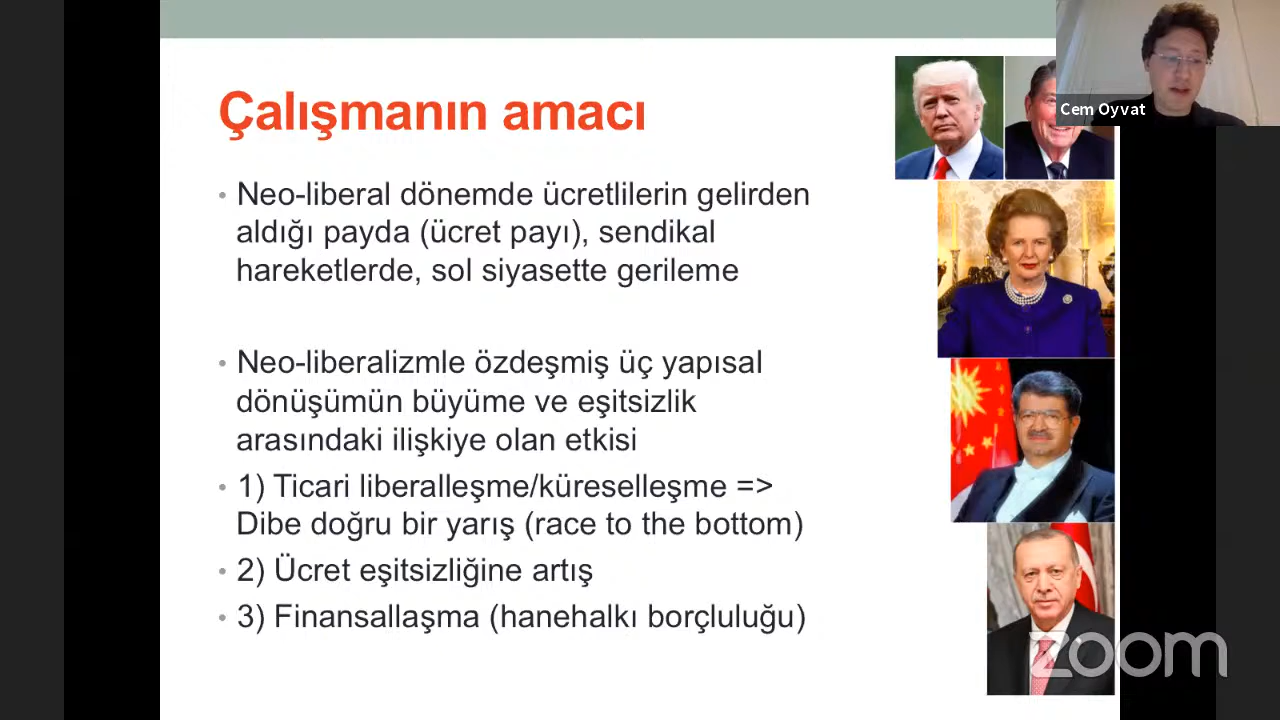 Çalışmanın amacı
Cem Oyvat
• Neo-liberal dönemde ücretlilerin gelirden
aldığı payda (ücret payı), sendikal
hareketlerde, sol siyasette gerileme
• Neo-liberalizmle özdeşmiş üç yapısal
dönüşümün büyüme ve eşitsizlik
arasındaki ilişkiye olan etkisi
• 1) Ticari liberalleşme/küreselleşme =>
Dibe doğru bir yarış (race to the bottom)
• 2) Ücret eşitsizliğine artış
• 3) Finansallaşma (hanehalkı borçluluğu)
zoom